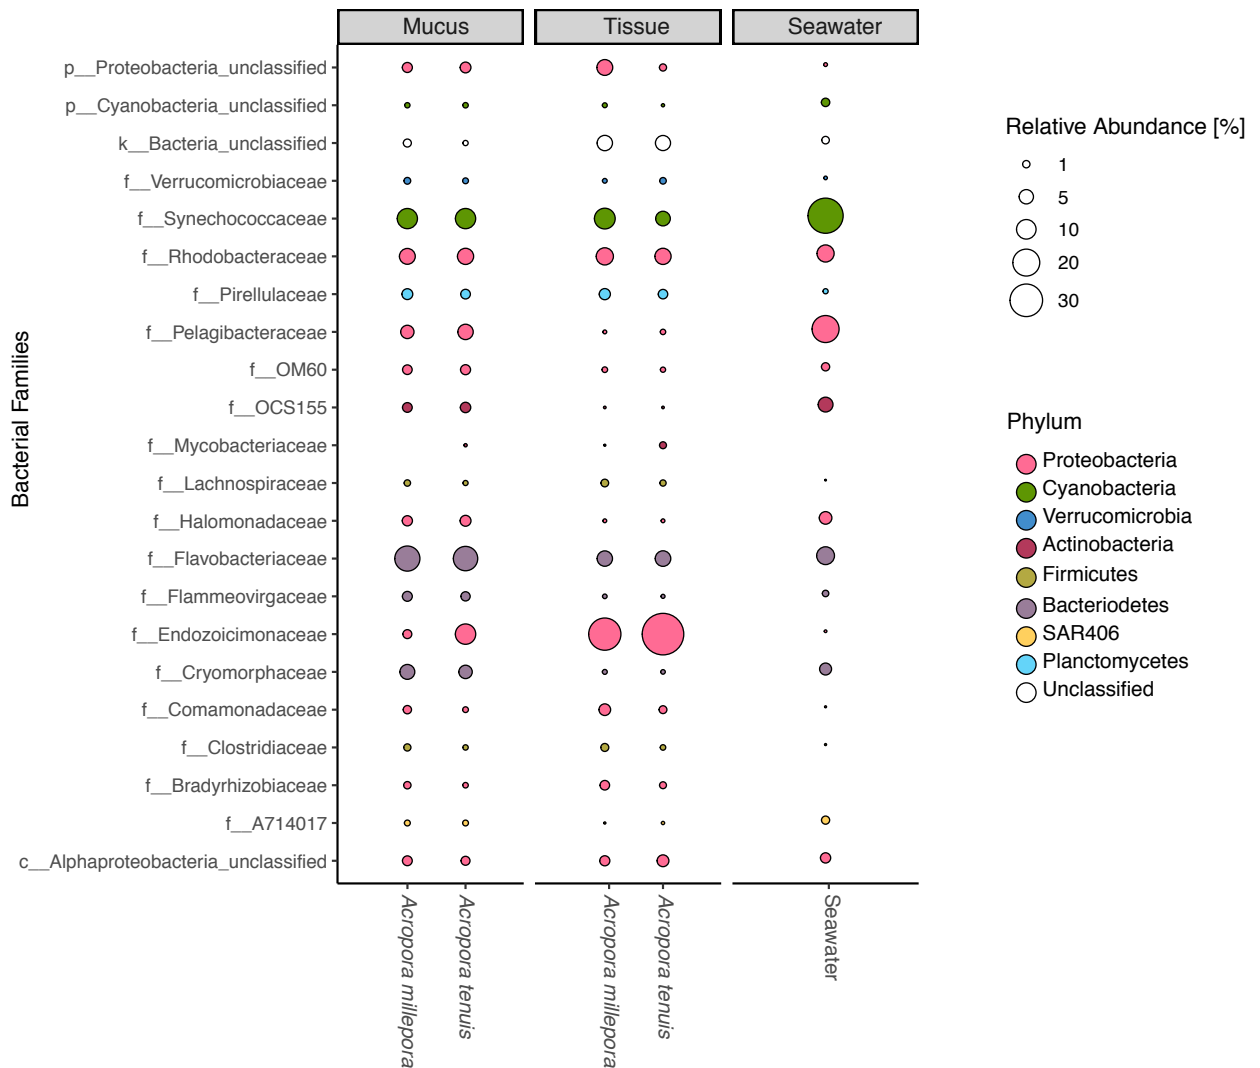 Mucus
Tissue
Seawater
Bacterial Families
p__Proteobacteria_unclassified
p__Cyanobacteria_unclassified
k__Bacteria_unclassified
f__Verrucomicrobiaceae
f__Synechococcaceae
f__Rhodobacteraceae
f__Pirellulaceae
f__Pelagibacteraceae
f__OM60
f__OCS155
f__Mycobacteriaceae
f__Lachnospiraceae
f__Halomonadaceae
f__Flavobacteriaceae
f__Flammeovirgaceae
f__Endozoicimonaceae
f__Cryomorphaceae
f__Comamonadaceae
f__Clostridiaceae
f__Bradyrhizobiaceae
f__A714017
c__Alphaproteobacteria_unclassified
Acropora millepora
Acropora tenuis
Acropora millepora
Acropora tenuis
Seawater
Relative Abundance [%]
1
5
10
20
30
Phylum
Proteobacteria
Cyanobacteria
Verrucomicrobia
Actinobacteria
Firmicutes
Bacteriodetes
SAR406
Planctomycetes
Unclassified